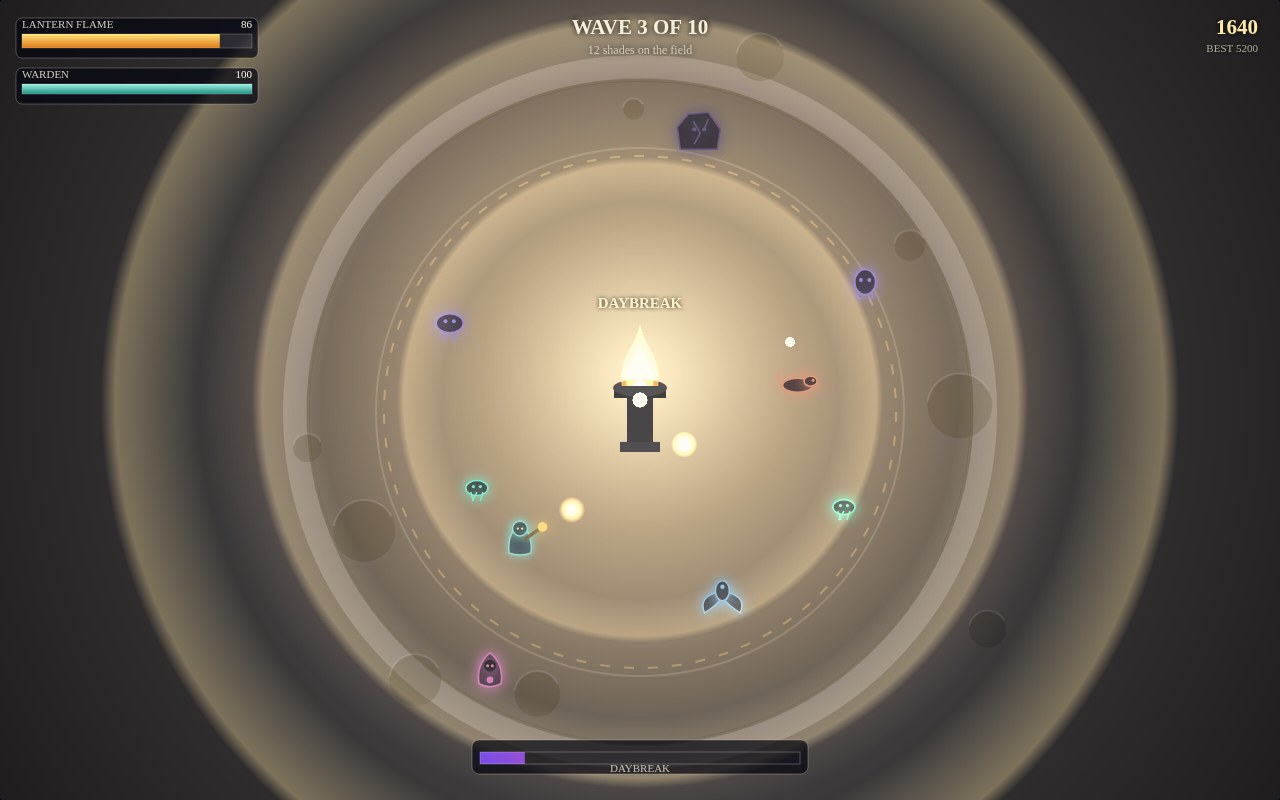 LANTERN FLAME 86
WARDEN 100
WAVE 3 OF 10
12 shades on the field
1640
BEST 5200
DAYBREAK
DAYBREAK